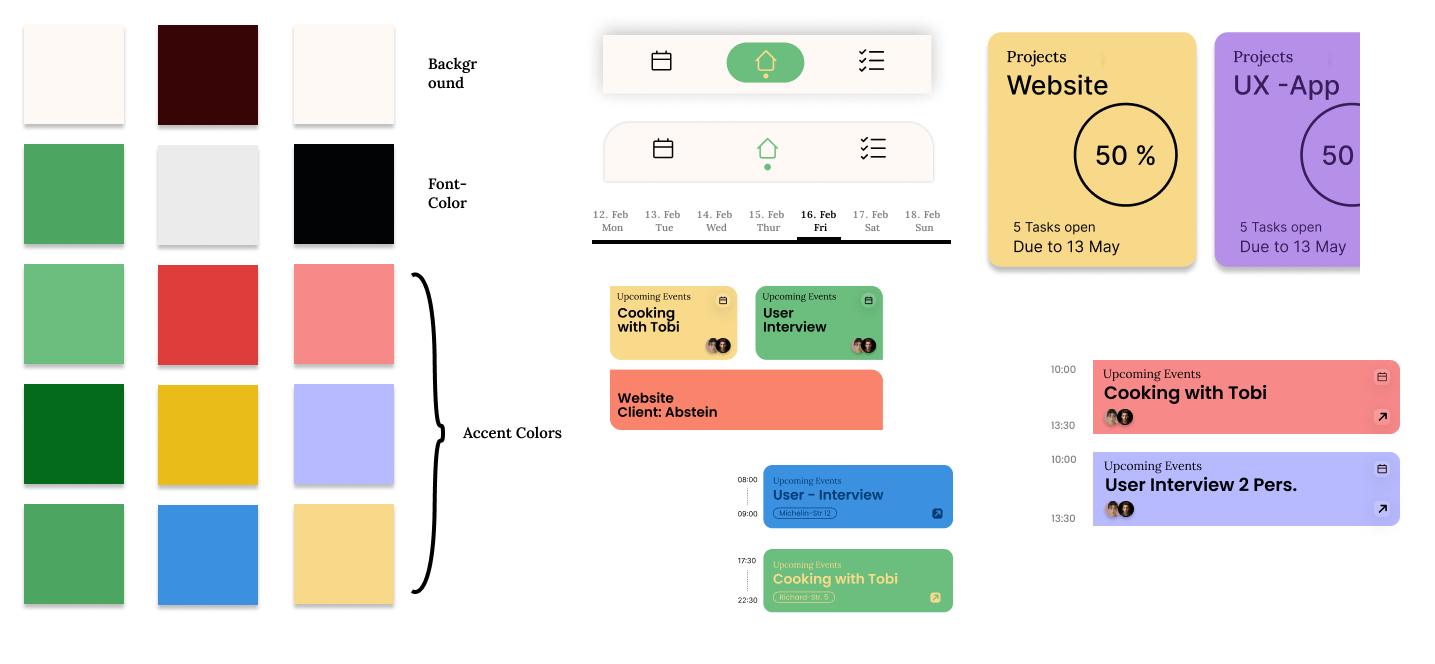 Backgr
ound
Font-
Color
Accent Colors
12. Feb 13. Feb 14. Feb 15. Feb 16. Feb 17. Feb 18. Feb
Mon Tue Wed Thur Fri Sat Sun
Upcoming Events
Cooking
with Tobi
Upcoming Events
User
Interview
Website
Client: Abstein
08:00
09:00
Upcoming Events
User - Interview
Michelin-Str 12
17:30
22:30
Upcoming Events
Cooking with Tobi
Richard-Str. 5
Projects
Website
50 %
5 Tasks open
Due to 13 May
Projects
UX -App
50
5 Tasks open
Due to 13 May
10:00
13:30
Upcoming Events
Cooking with Tobi
10:00
13:30
Upcoming Events
User Interview 2 Pers.